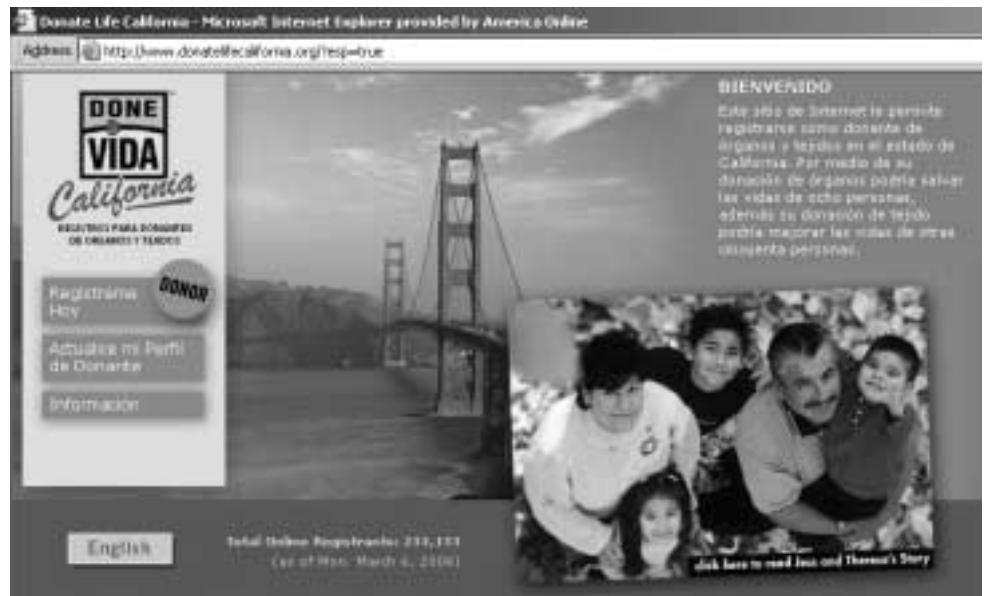 Donate Life California - Microsoft Internet Explorer provided by America Online
Address http://www.donatelifecalifornia.org/?esp=true
DONE
VIDA
California
REGISTROS PARA DONANTES
DE ORGANOS Y TEJIDOS
Regístrame
Hoy
DONOR
Actualice mi Perfil
de Donante
Información
BIENVENIDO
Este sitio de Internet le permite
registrarse como donante de
órganos y tejidos en el estado de
California. Por medio de su
donación de órganos podría salvar
las vidas de ocho personas,
además su donación de tejido
podría mejorar las vidas de otras
cincuenta personas.
click here to read Jess and Theresa's Story
English
Total Online Registrants:
(as of Mon. March 6, 2006)